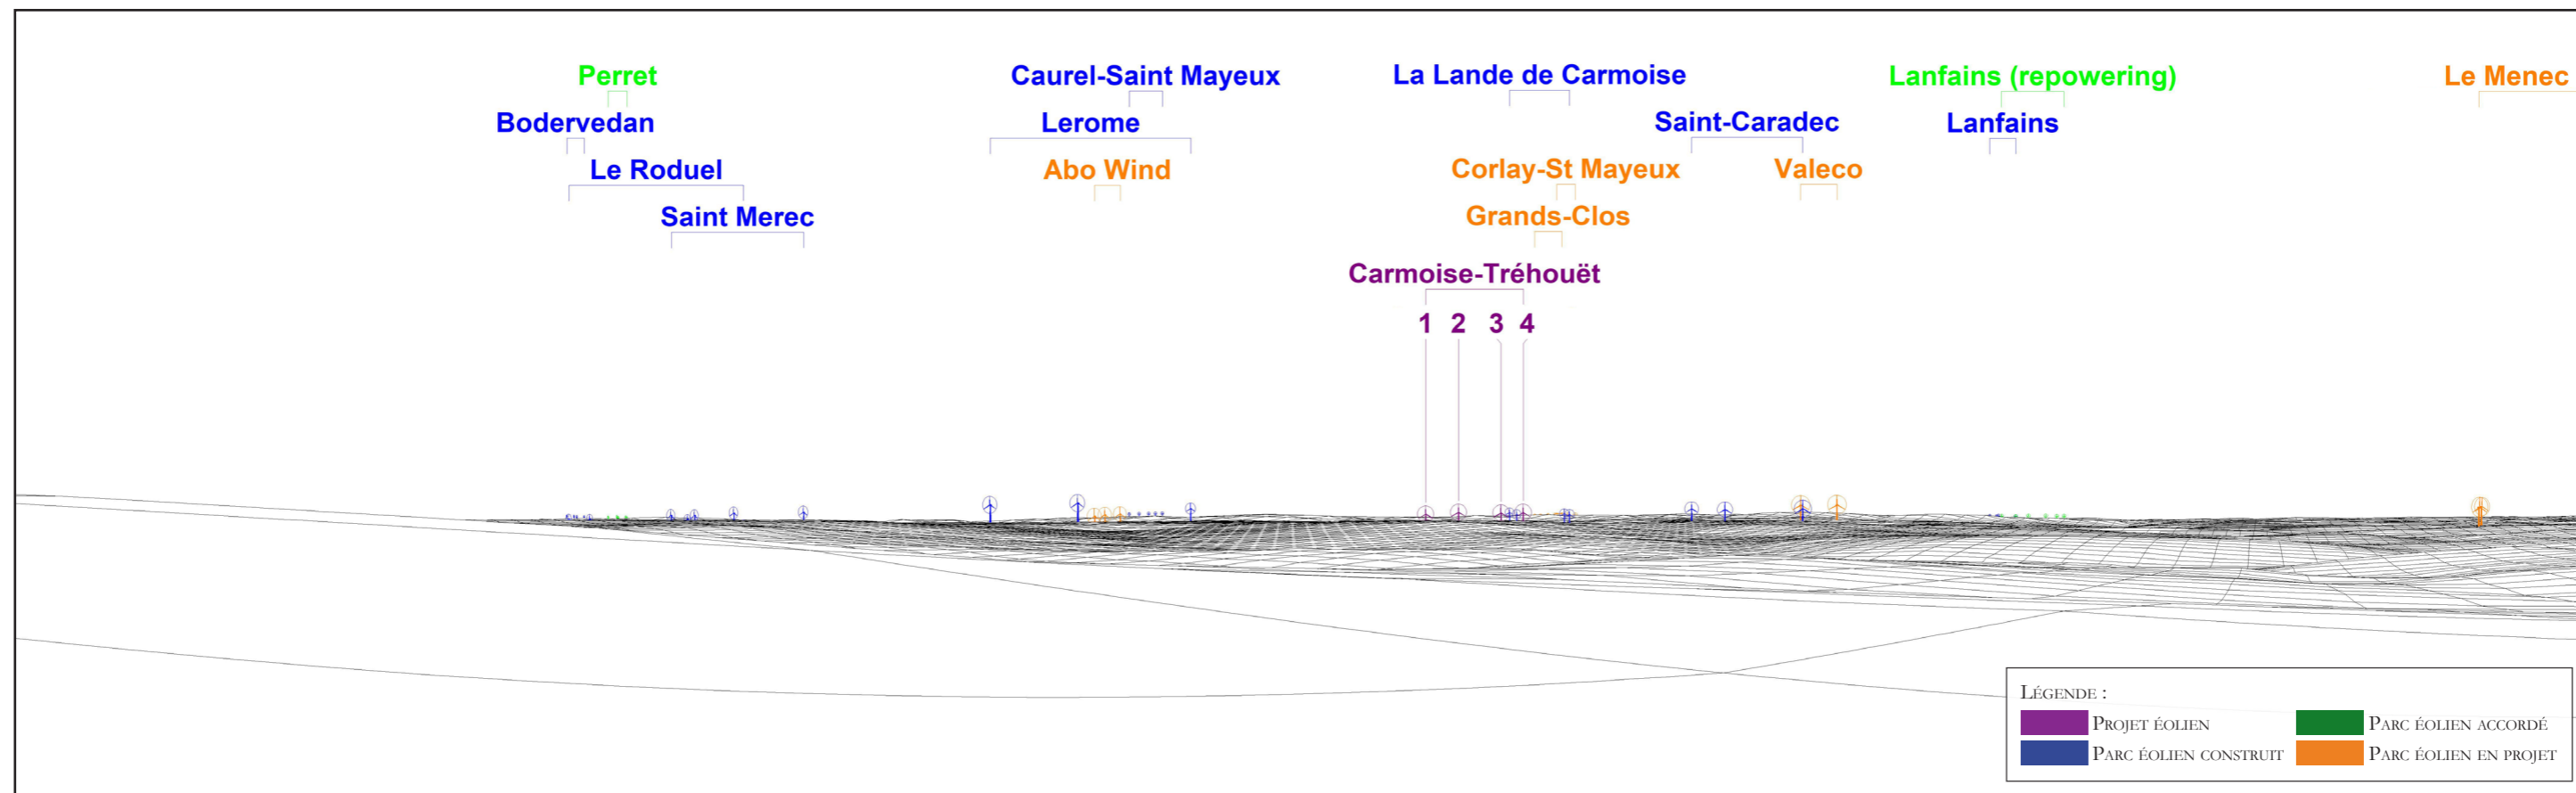 Perret
Caurel-Saint Mayeux
La Lande de Carmoise
Lanfains (repowering)
Le Menec
Bodervedan
Lerome
Saint-Caradec
Lanfains
Le Roduel
Abo Wind
Corlay-St Mayeux
Valeco
Saint Merec
Grands-Clos
Carmoise-Tréhouët
1 2 3 4
LÉGENDE :
PROJET ÉOLIEN
PARC ÉOLIEN ACCORDÉ
PARC ÉOLIEN CONSTRUIT
PARC ÉOLIEN EN PROJET